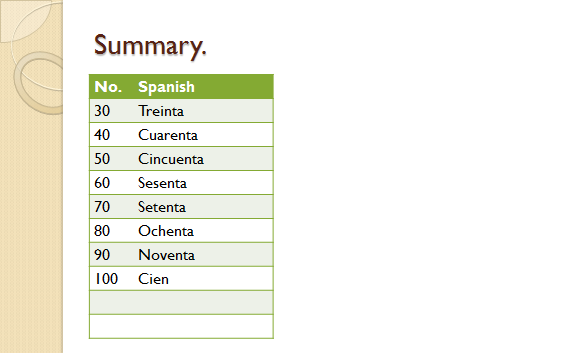 Summary.
No. Spanish
30 Treinta
40 Cuarenta
50 Cincuenta
60 Sesenta
70 Setenta
80 Ochenta
90 Noventa
100 Cien